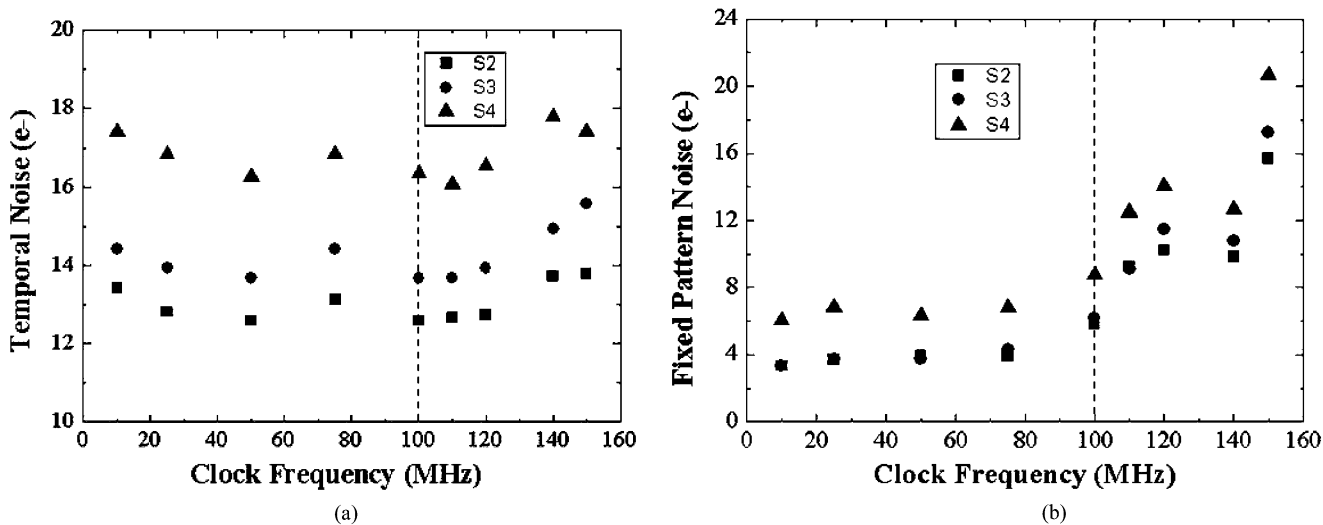 Temporal Noise (e-)
20
18
16
14
12
10
S2
S3
S4
0 20 40 60 80 100 120 140 160
Clock Frequency (MHz)
(a)
Fixed Pattern Noise (e-)
24
20
16
12
8
4
0
S2
S3
S4
0 20 40 60 80 100 120 140 160
Clock Frequency (MHz)
(b)